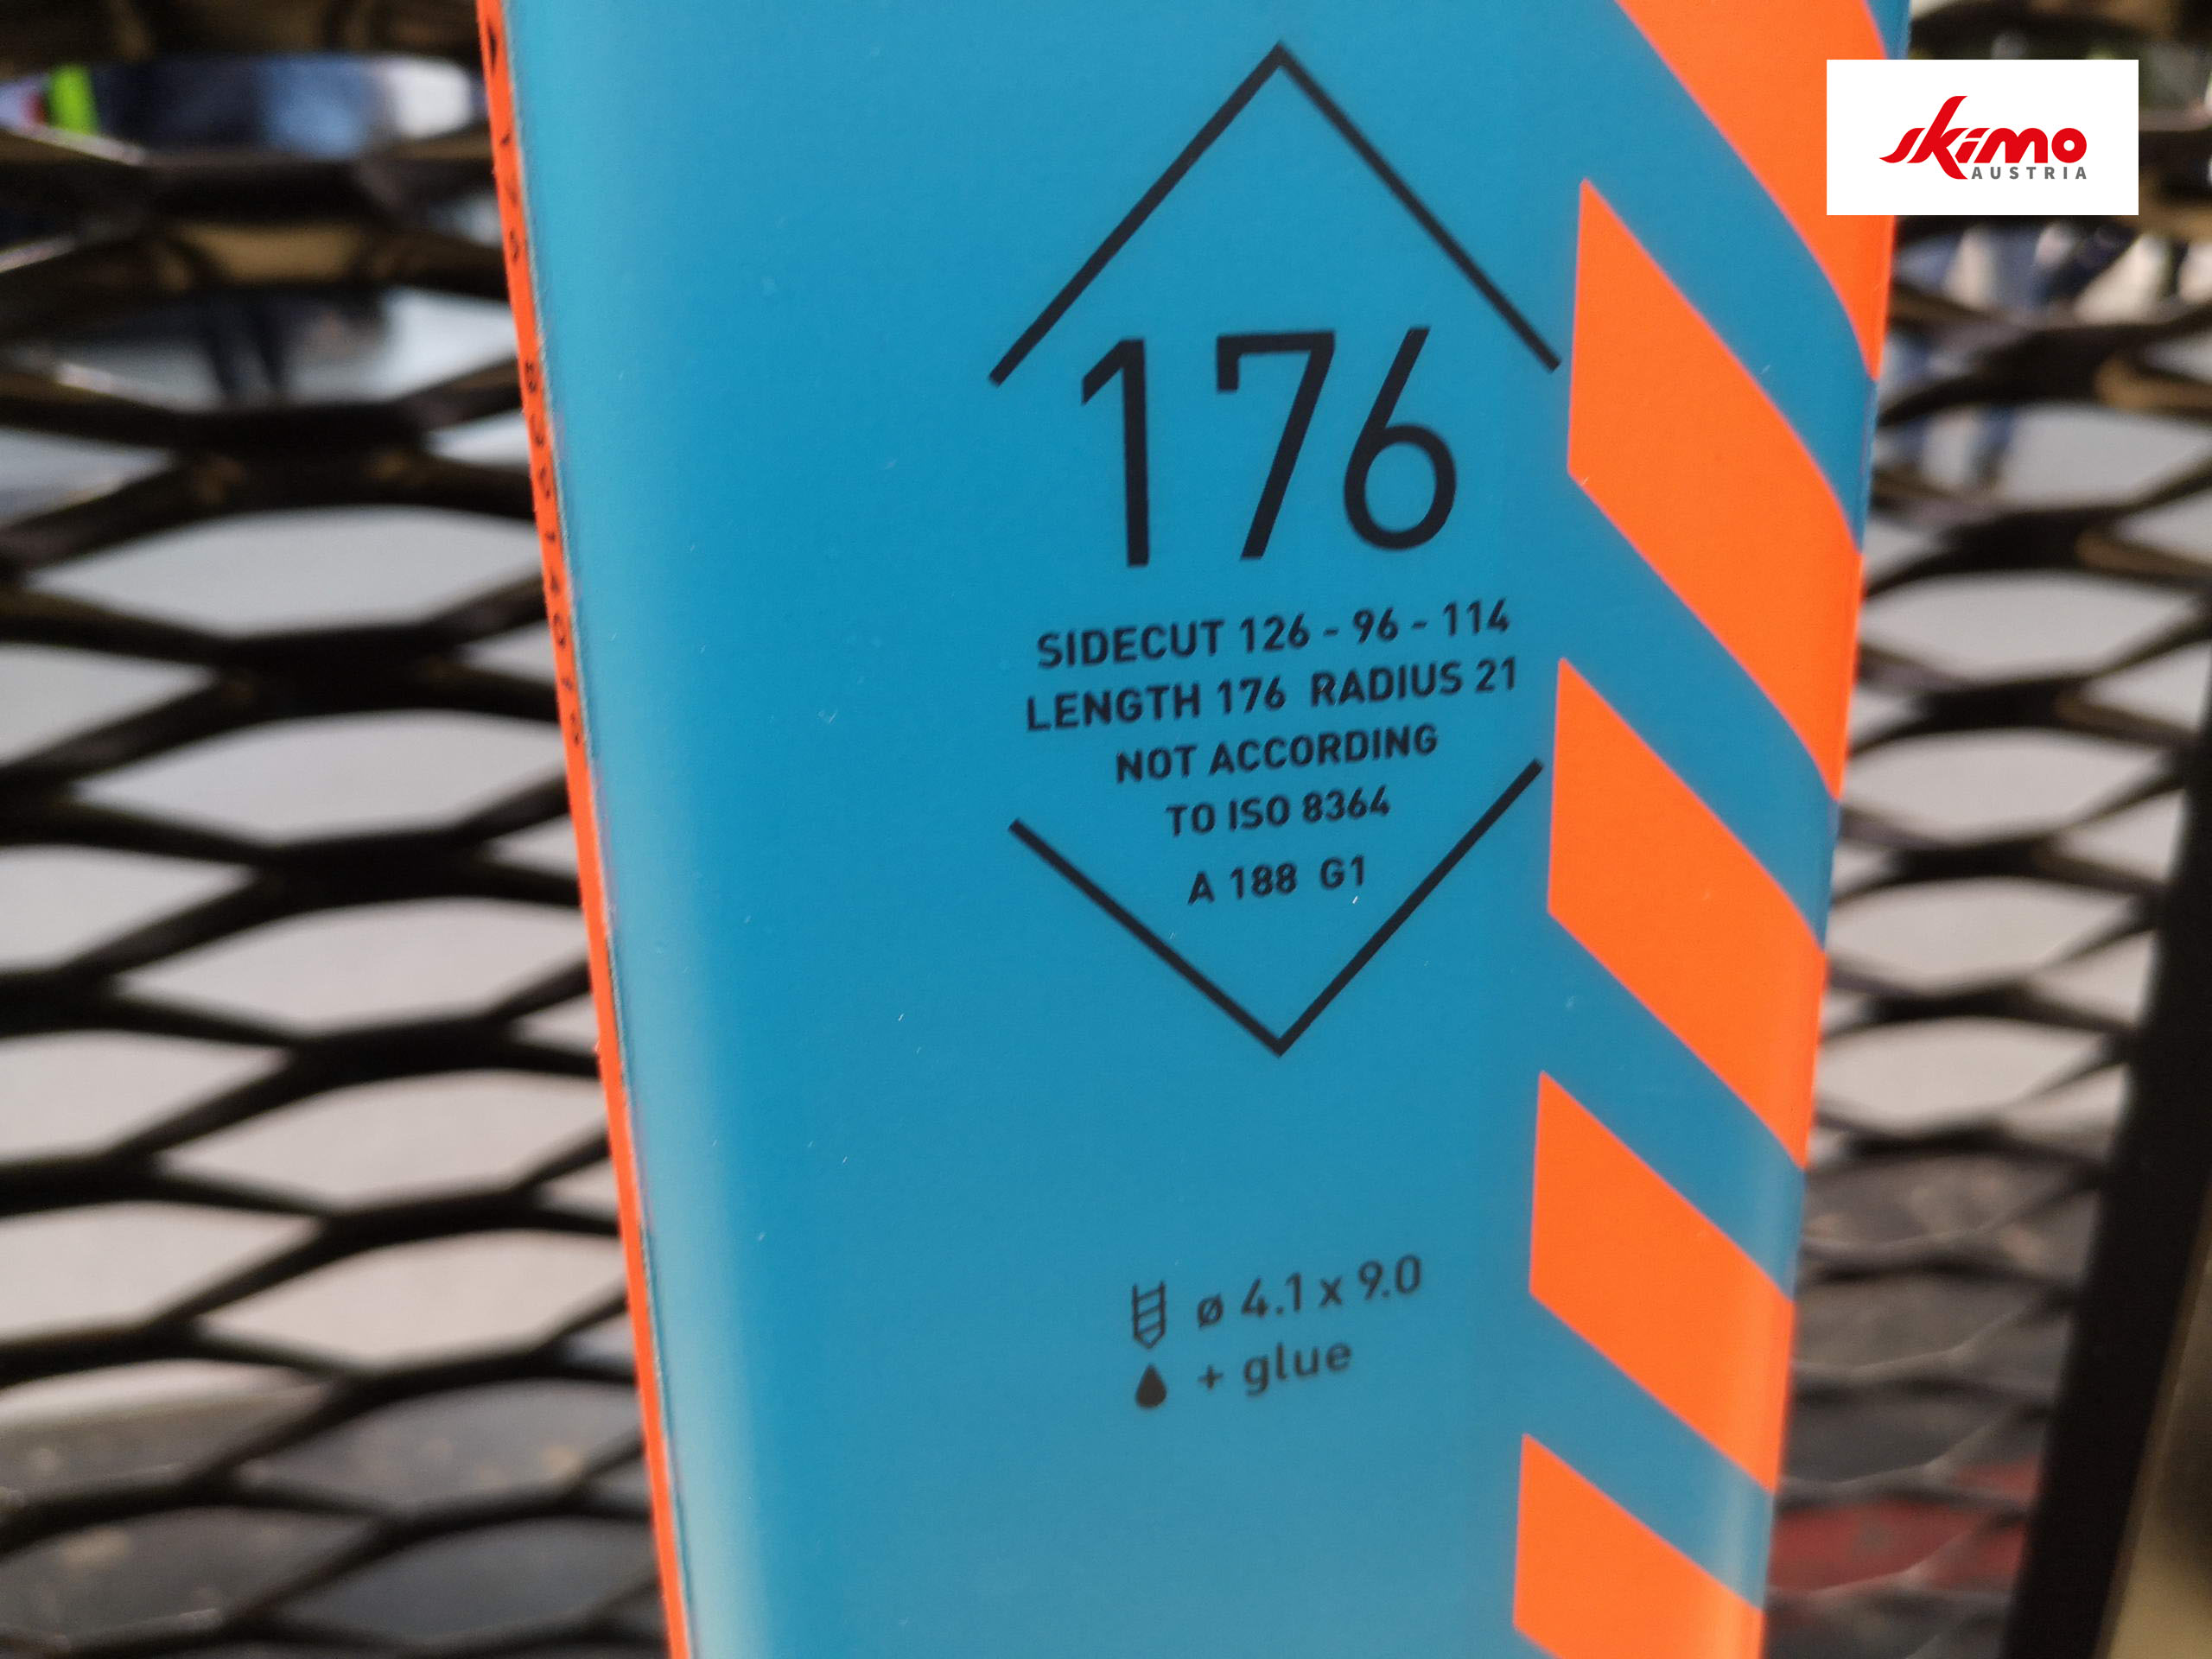 skimo
AUSTRIA
176
SIDECUT 126 - 96 - 114
LENGTH 176 RADIUS 21
NOT ACCORDING
TO ISO 8364
A 188 G1
ø 4.1 x 9.0
+ glue